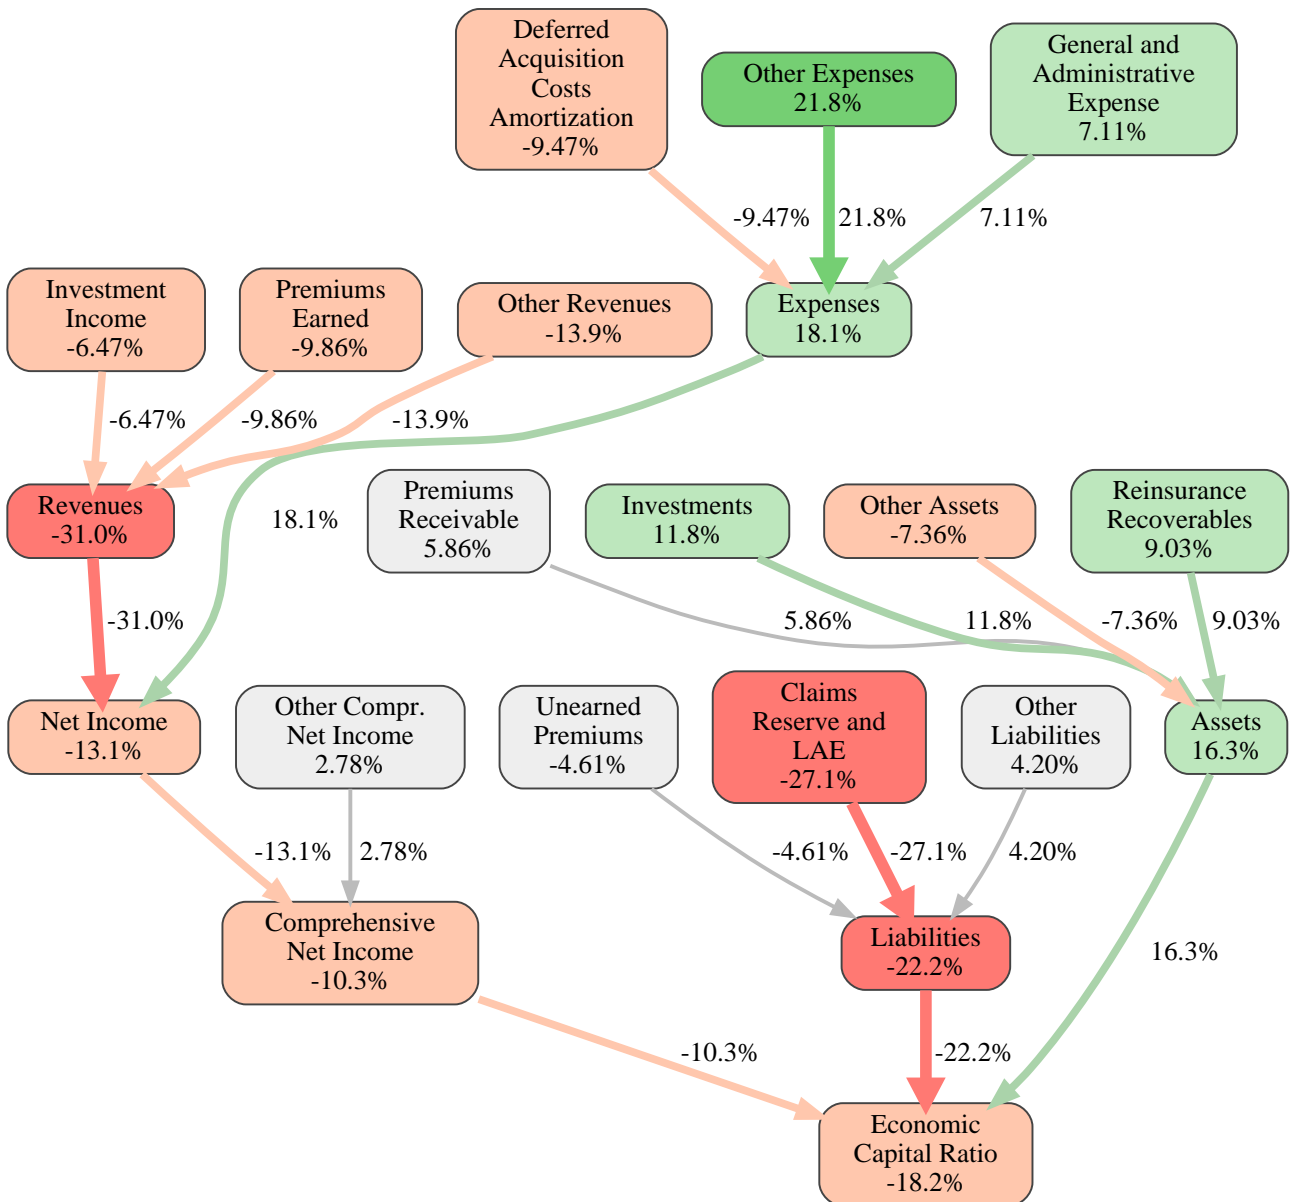 Deferred
Acquisition
Costs
Amortization
-9.47%
Other Expenses
21.8%
General and
Administrative
Expense
7.11%
-9.47%
21.8%
7.11%
Investment
Income
-6.47%
Premiums
Earned
-9.86%
Other Revenues
-13.9%
Expenses
18.1%
-6.47%
-9.86%
-13.9%
18.1%
Revenues
-31.0%
Premiums
Receivable
5.86%
Investments
11.8%
Other Assets
-7.36%
Reinsurance
Recoverables
9.03%
-31.0%
5.86%
11.8%
-7.36%
9.03%
Net Income
-13.1%
Other Compr.
Net Income
2.78%
Unearned
Premiums
-4.61%
Claims
Reserve and
LAE
-27.1%
Other
Liabilities
4.20%
Assets
16.3%
-13.1%
2.78%
-4.61%
-27.1%
4.20%
16.3%
Comprehensive
Net Income
-10.3%
Liabilities
-22.2%
-10.3%
-22.2%
Economic
Capital Ratio
-18.2%